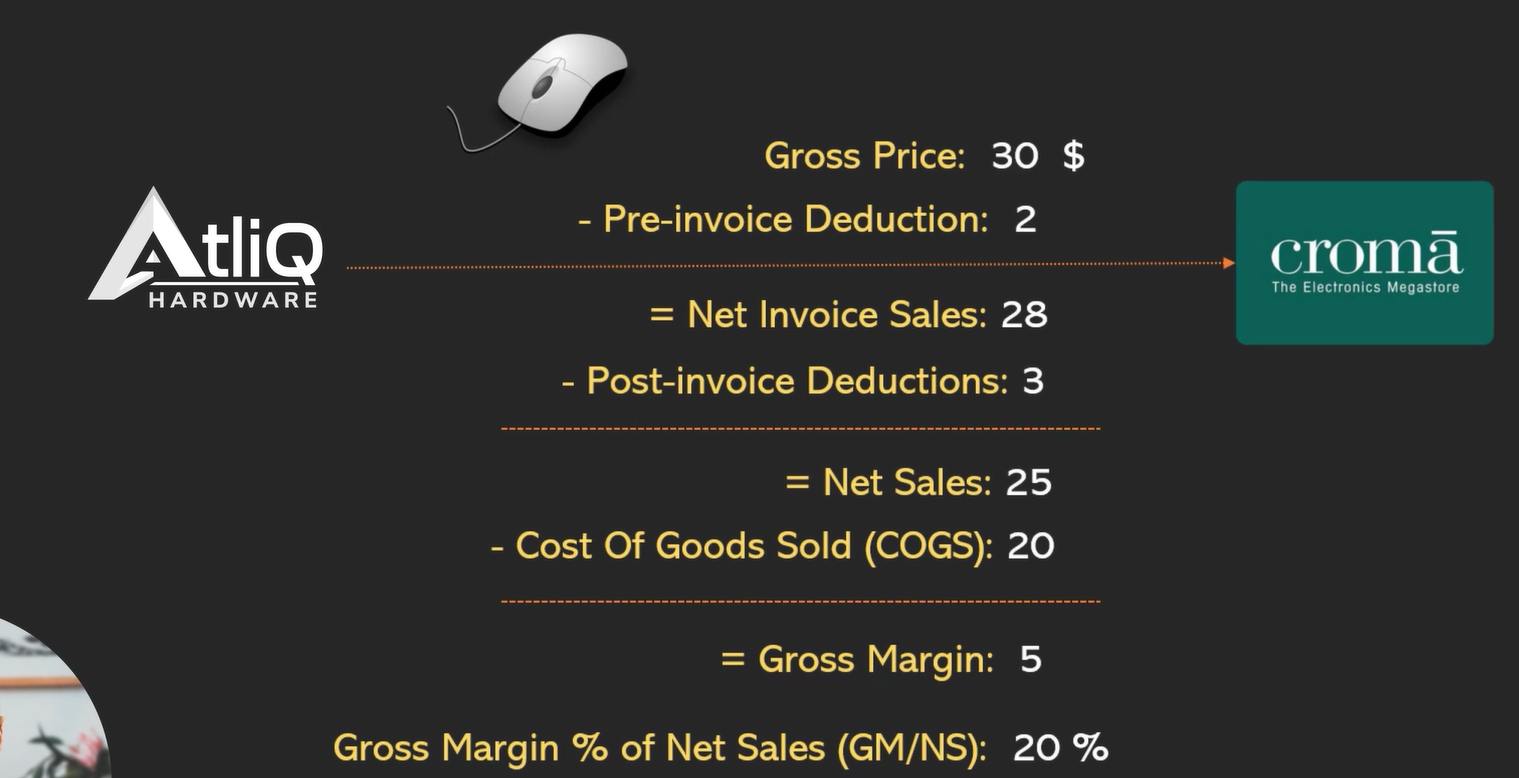 Gross Price: 30 $
- Pre-invoice Deduction: 2
AtliQ
HARDWARE
cromā
The Electronics Megastore
= Net Invoice Sales: 28
- Post-invoice Deductions: 3
= Net Sales: 25
- Cost Of Goods Sold (COGS): 20
= Gross Margin: 5
Gross Margin % of Net Sales (GM/NS): 20 %